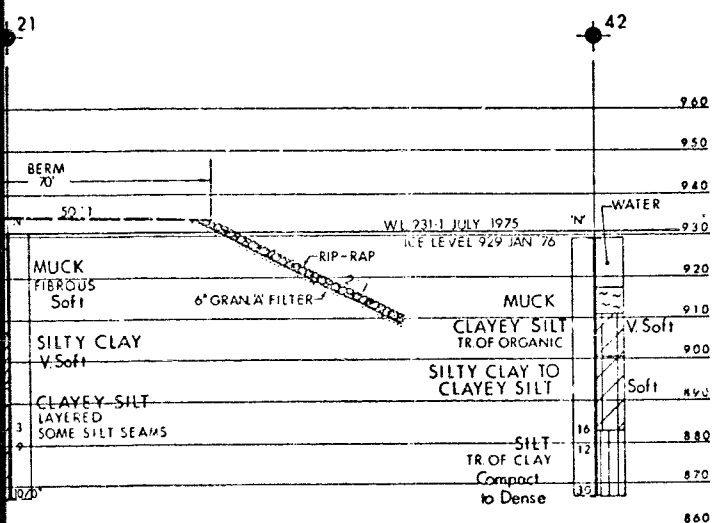 21
42
960
950
BERM
70'
940
WATER
50:1
W.L. 231·1 JULY 1975
'N'
930
ICE LEVEL 929 JAN '76
RIP-RAP
MUCK
FIBROUS
Soft
920
6" GRAN.'A' FILTER
MUCK
910
CLAYEY SILT
TR.OF ORGANIC
V.Soft
SILTY CLAY
V.Soft
900
SILTY CLAY TO
CLAYEY SILT
Soft
890
CLAYEY SILT
LAYERED
SOME SILT SEAMS
3
9
16
12
880
SILT
TR.OF CLAY
Compact
to Dense
870
860